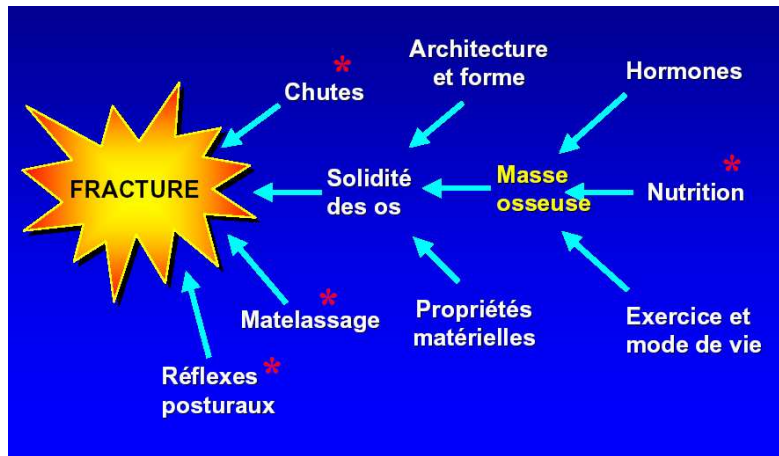 Architecture
et forme
Hormones
*
Chutes
FRACTURE
Solidité
des os
Masse
osseuse
*
Nutrition
*
Matelassage
Propriétés
matérielles
Exercice et
mode de vie
Réflexes *
posturaux